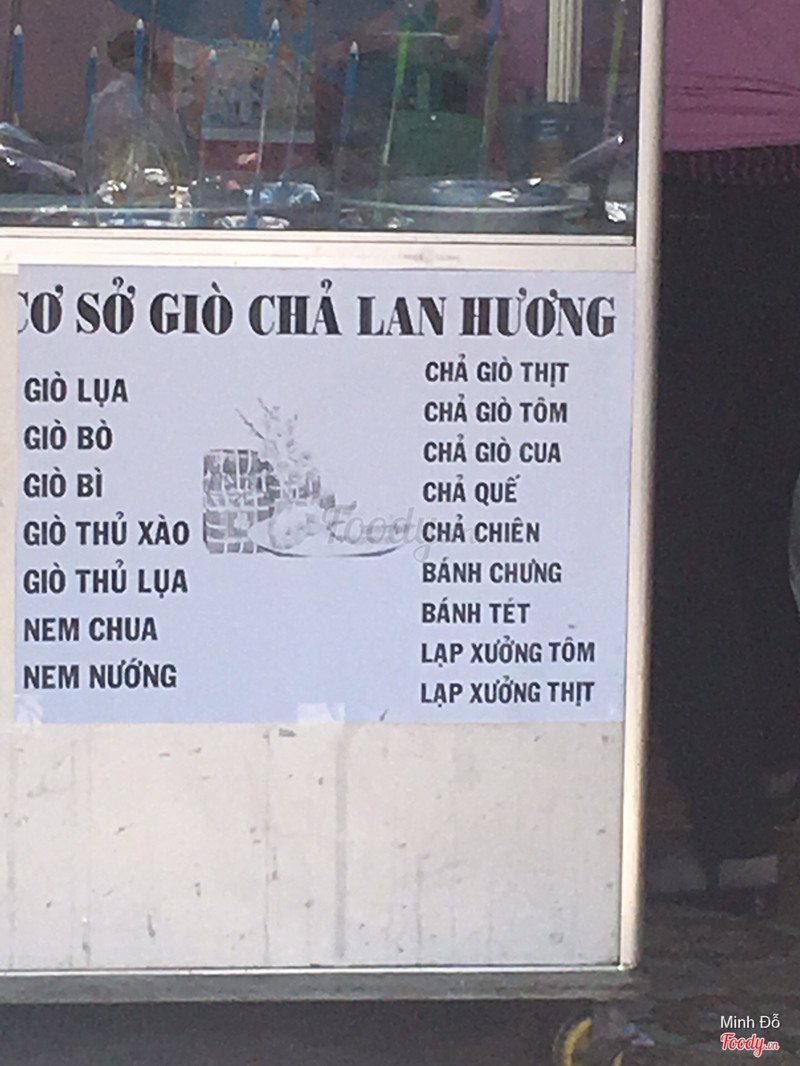 CƠ SỞ GIÒ CHẢ LAN HƯƠNG
GIÒ LỤA
GIÒ BÒ
GIÒ BÌ
GIÒ THỦ XÀO
GIÒ THỦ LỤA
NEM CHUA
NEM NƯỚNG
CHẢ GIÒ THỊT
CHẢ GIÒ TÔM
CHẢ GIÒ CUA
CHẢ QUẾ
CHẢ CHIÊN
BÁNH CHƯNG
BÁNH TÉT
LẠP XƯỞNG TÔM
LẠP XƯỞNG THỊT
Foody.vn
Minh Đỗ
Foody.vn